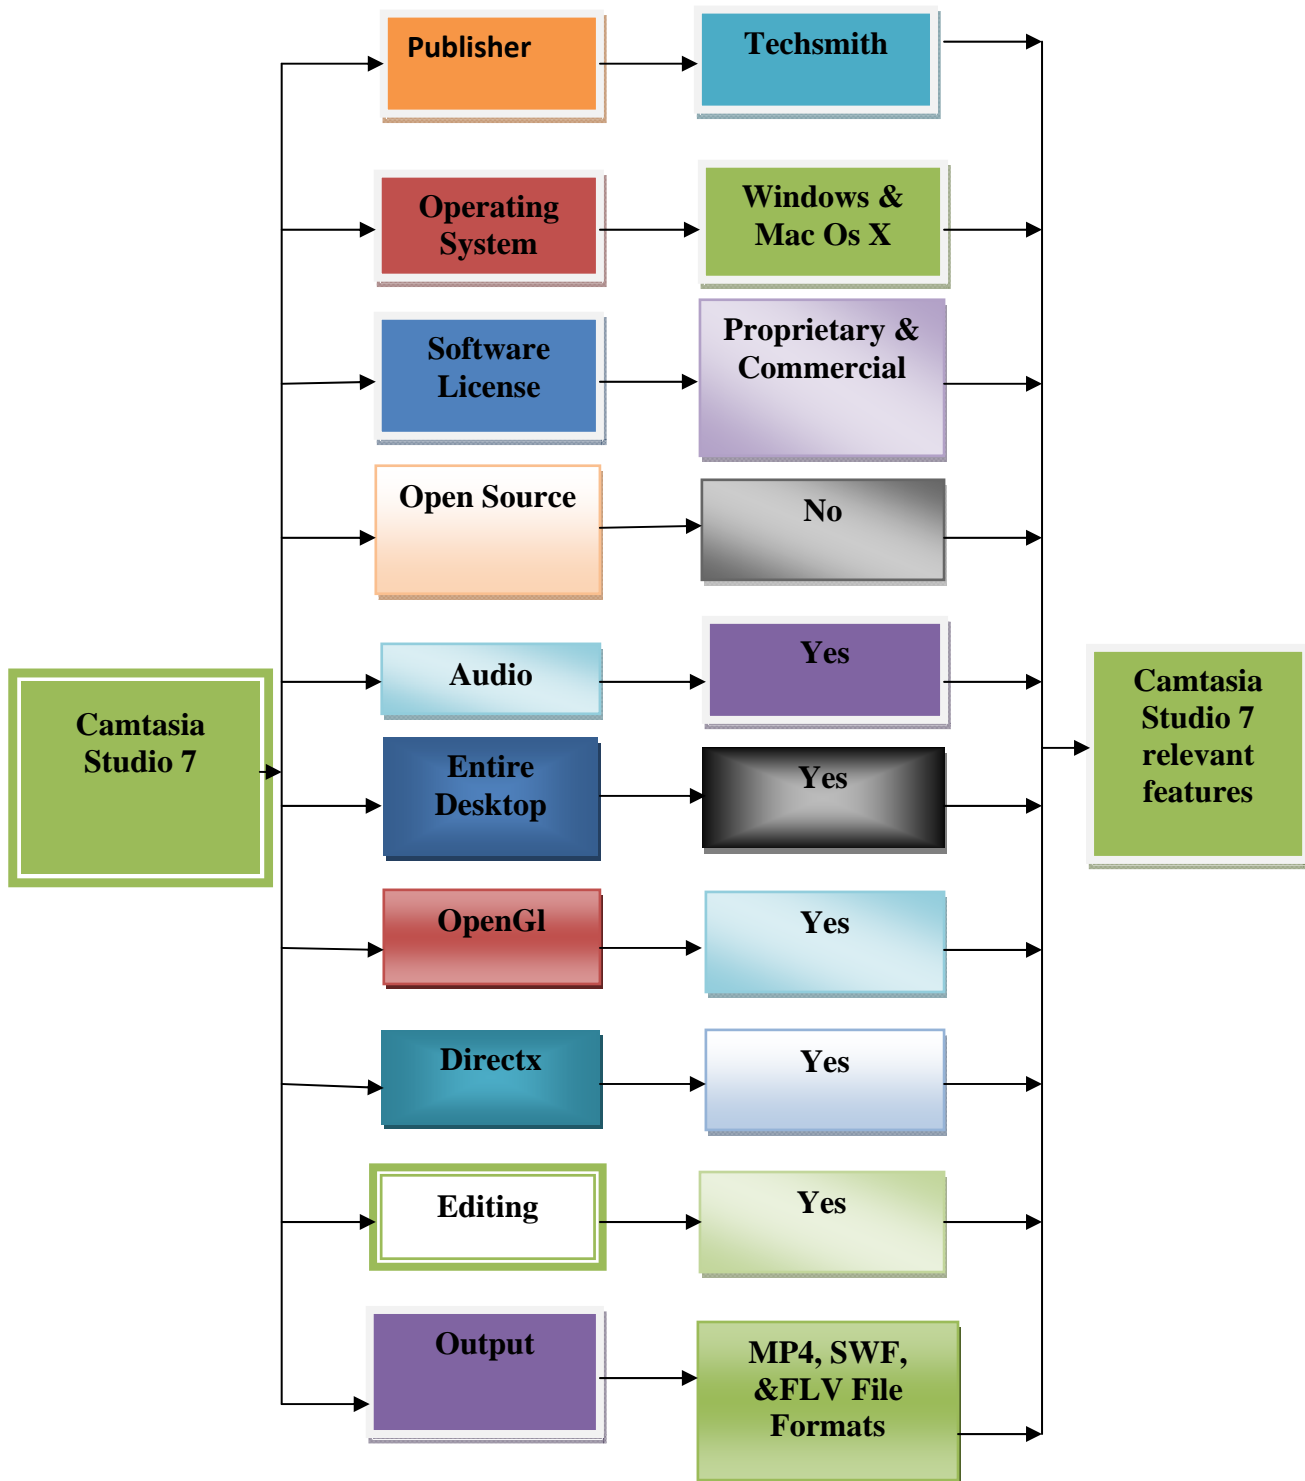 Publisher
Techsmith
Operating
System
Windows &
Mac Os X
Software
License
Proprietary &
Commercial
Open Source
No
Audio
Yes
Camtasia
Studio 7
Entire
Desktop
Yes
Camtasia
Studio 7
relevant
features
OpenGl
Yes
Directx
Yes
Editing
Yes
Output
MP4, SWF,
&FLV File
Formats